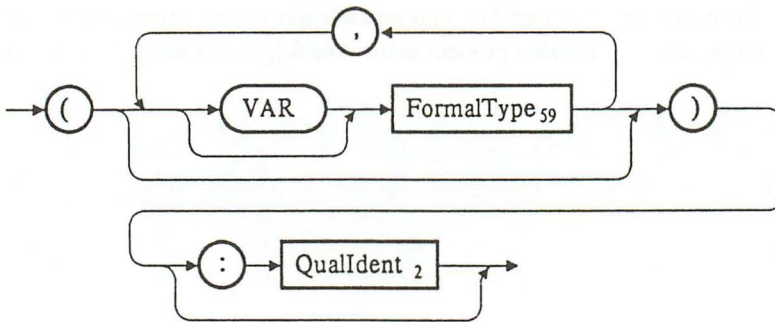 ,
( VAR FormalType 59 )
: QualIdent 2